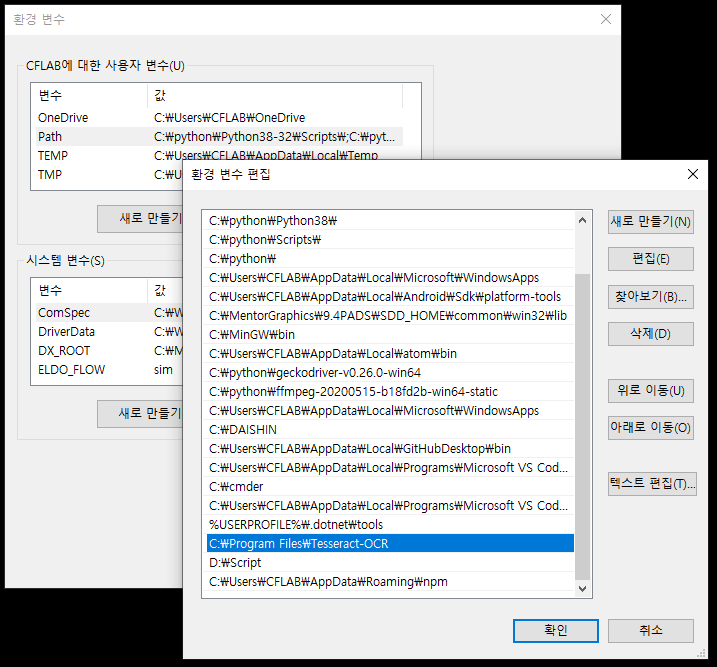 환경 변수
CFLAB에 대한 사용자 변수(U)
변수 값
OneDrive C:₩Users₩CFLAB₩OneDrive
Path C:₩python₩Python38-32₩Scripts₩;C:₩pyt...
TEMP C:₩Users₩CFLAB₩AppData₩Local₩Temp
TMP C:₩U
새로 만들기
시스템 변수(S)
변수 값
ComSpec C:₩W
DriverData C:₩W
DX_ROOT C:₩M
ELDO_FLOW sim
새로 만들기
환경 변수 편집
C:₩python₩Python38₩
C:₩python₩Scripts₩
C:₩python₩
C:₩Users₩CFLAB₩AppData₩Local₩Microsoft₩WindowsApps
C:₩Users₩CFLAB₩AppData₩Local₩Android₩Sdk₩platform-tools
C:₩MentorGraphics₩9.4PADS₩SDD_HOME₩common₩win32₩lib
C:₩MinGW₩bin
C:₩Users₩CFLAB₩AppData₩Local₩atom₩bin
C:₩python₩geckodriver-v0.26.0-win64
C:₩python₩ffmpeg-20200515-b18fd2b-win64-static
C:₩Users₩CFLAB₩AppData₩Local₩Microsoft₩WindowsApps
C:₩DAISHIN
C:₩Users₩CFLAB₩AppData₩Local₩GitHubDesktop₩bin
C:₩Users₩CFLAB₩AppData₩Local₩Programs₩Microsoft VS Cod...
C:₩cmder
C:₩Users₩CFLAB₩AppData₩Local₩Programs₩Microsoft VS Cod...
%USERPROFILE%₩.dotnet₩tools
C:₩Program Files₩Tesseract-OCR
D:₩Script
C:₩Users₩CFLAB₩AppData₩Roaming₩npm
새로 만들기(N)
편집(E)
찾아보기(B)...
삭제(D)
위로 이동(U)
아래로 이동(O)
텍스트 편집(T)...
확인
취소